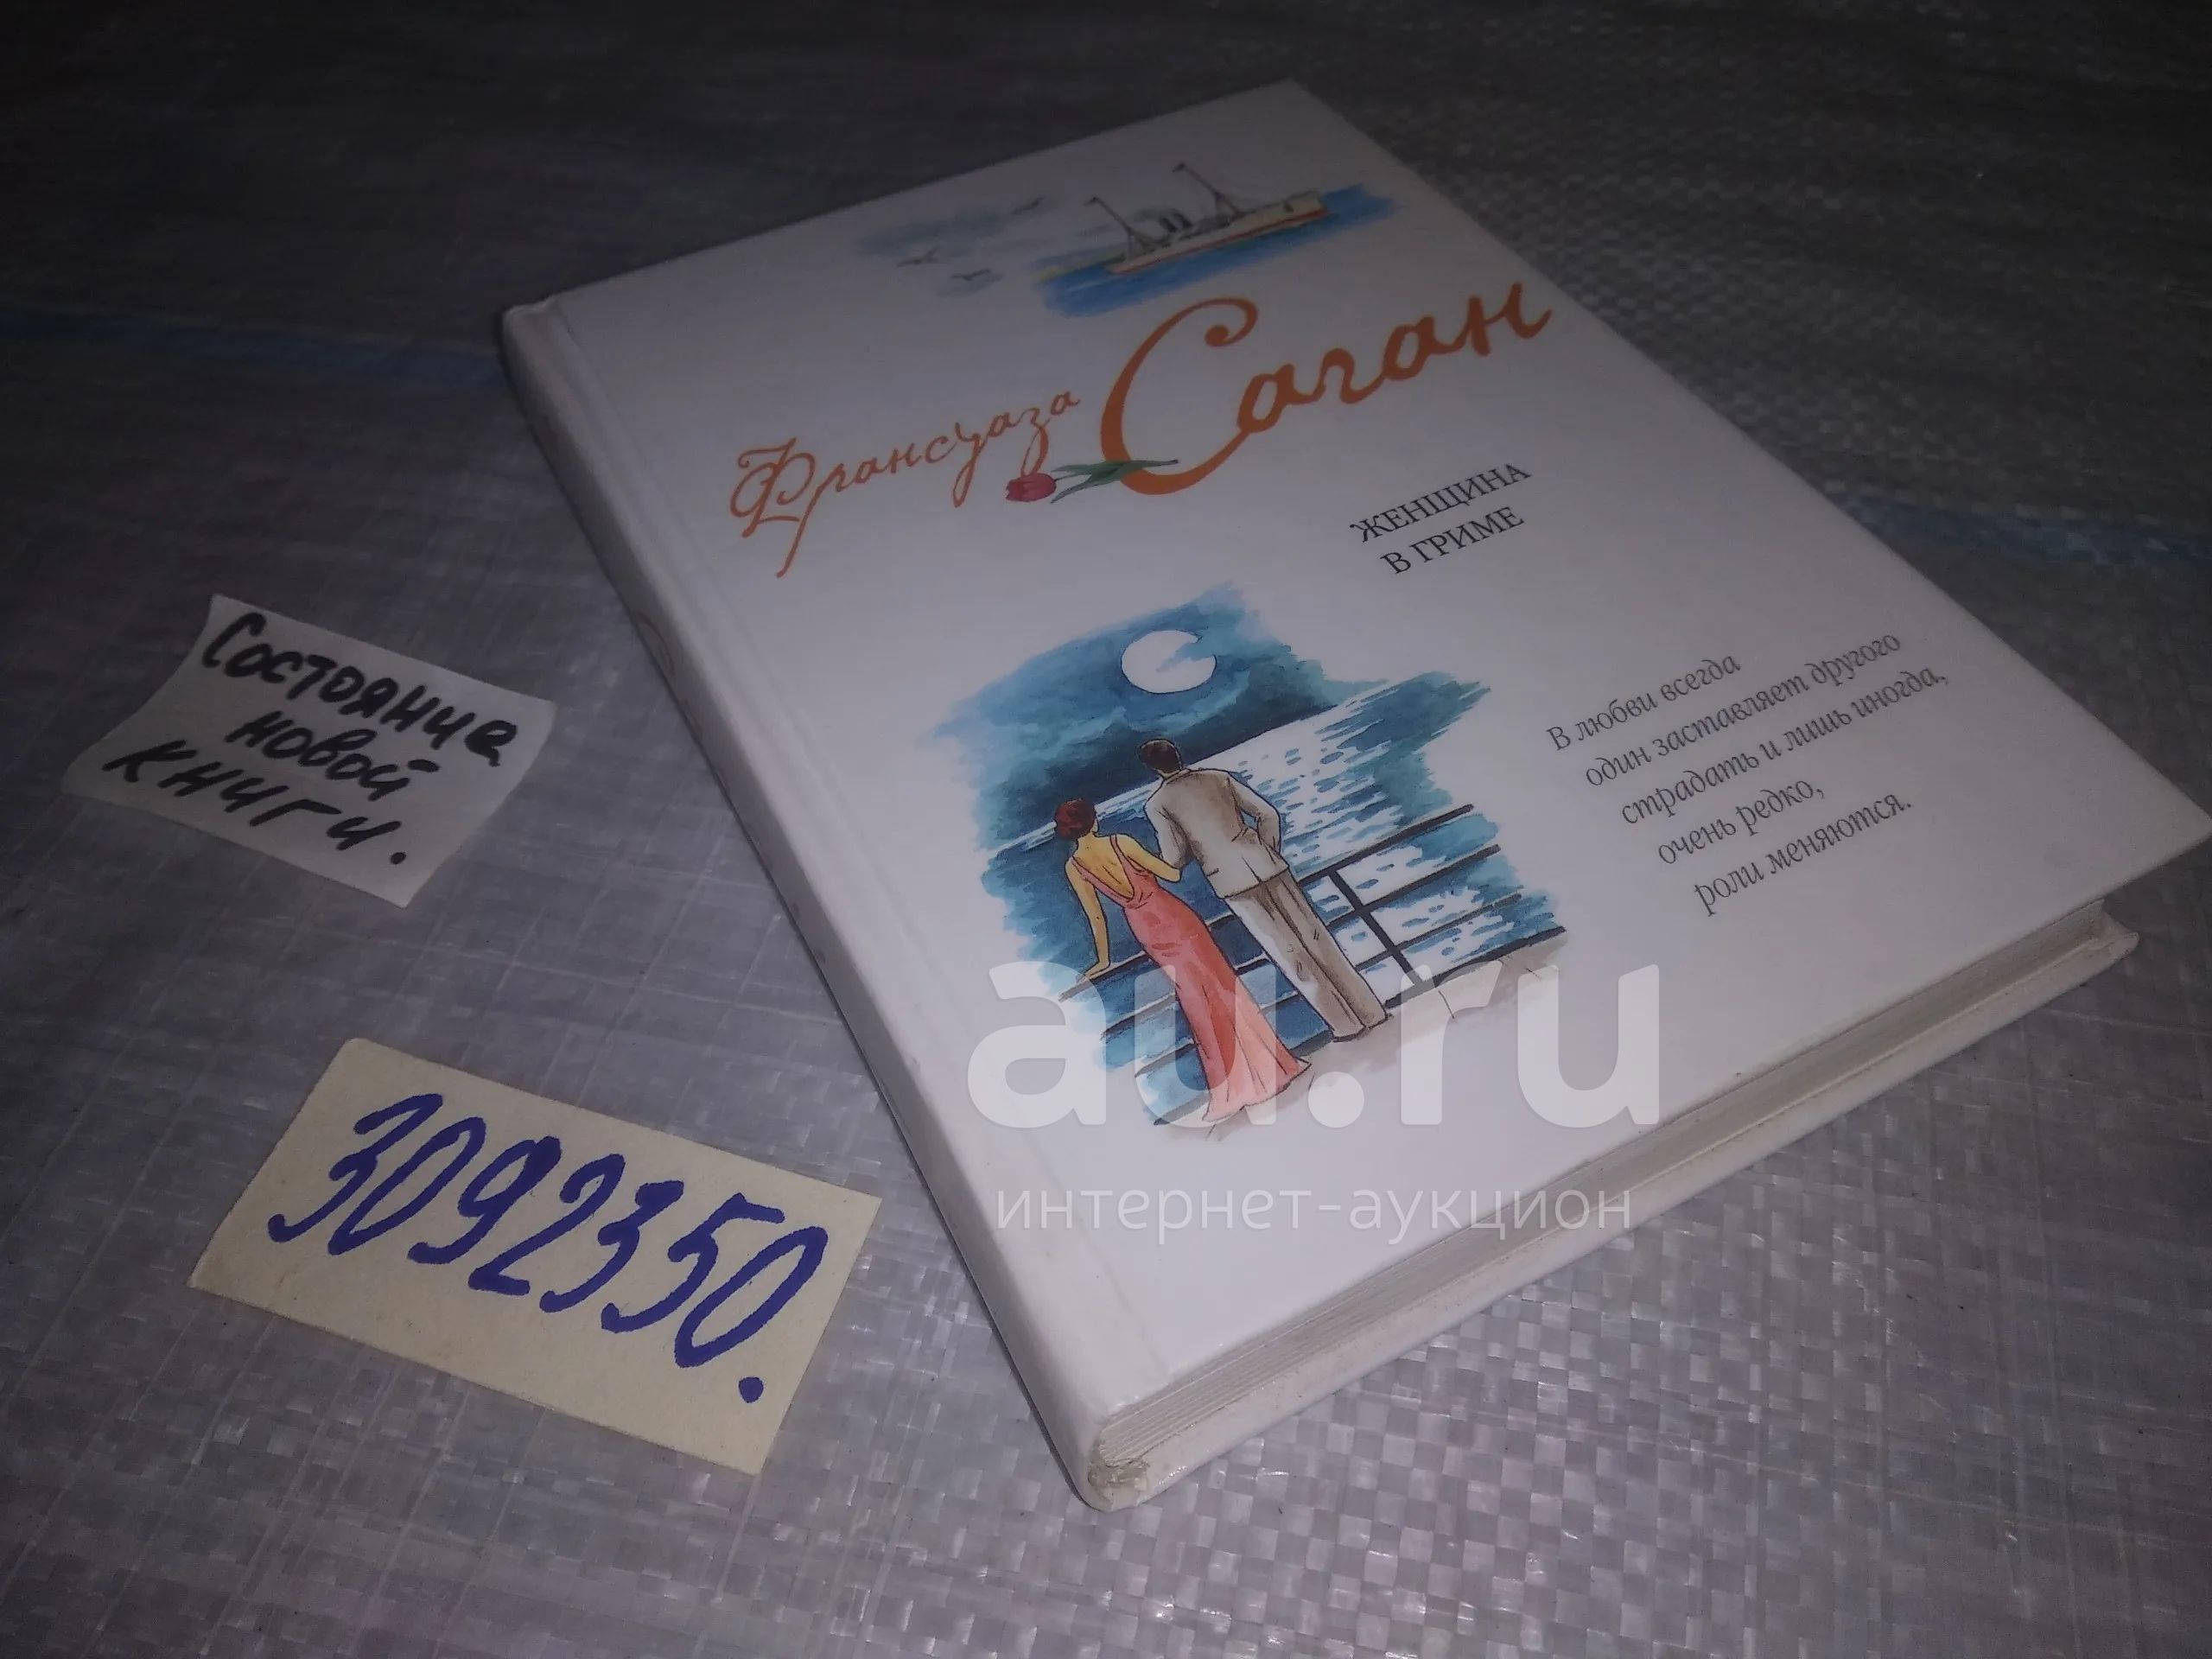 Франсуаза Саган
ЖЕНЩИНА
В ГРИМЕ
В любви всегда
один заставляет другого
страдать и лишь иногда,
очень редко,
роли меняются.
Состояние
новой
книги.
3092350.
au.ru
интернет-аукцион